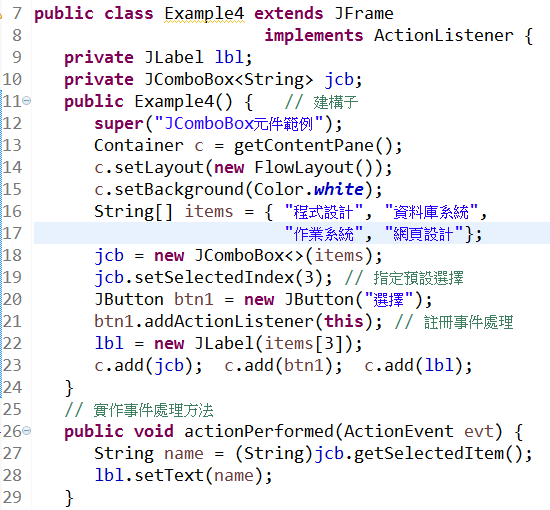 7 public class Example4 extends JFrame
8                        implements ActionListener {
9    private JLabel lbl;
10    private JComboBox<String> jcb;
11    public Example4() {   // 建構子
12       super("JComboBox元件範例");
13       Container c = getContentPane();
14       c.setLayout(new FlowLayout());
15       c.setBackground(Color.white);
16       String[] items = { "程式設計", "資料庫系統",
17                          "作業系統", "網頁設計"};
18       jcb = new JComboBox<>(items);
19       jcb.setSelectedIndex(3); // 指定預設選擇
20       JButton btn1 = new JButton("選擇");
21       btn1.addActionListener(this); // 註冊事件處理
22       lbl = new JLabel(items[3]);
23       c.add(jcb);  c.add(btn1);  c.add(lbl);
24    }
25    // 實作事件處理方法
26    public void actionPerformed(ActionEvent evt) {
27       String name = (String)jcb.getSelectedItem();
28       lbl.setText(name);
29    }